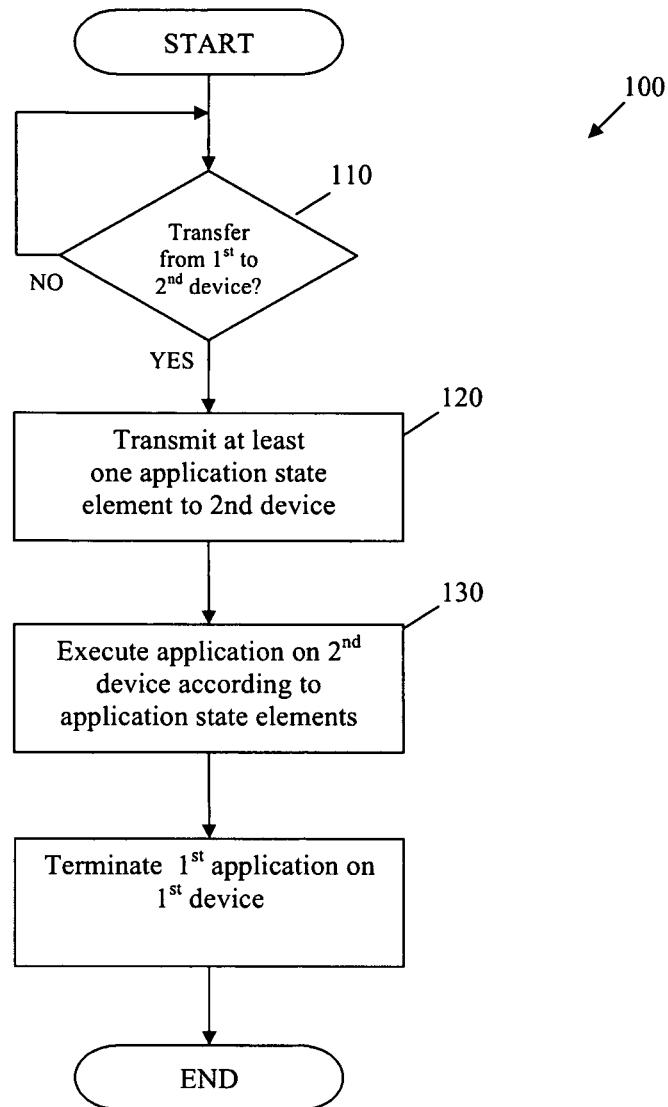 START
100
110
Transfer
from 1st to
2nd device?
NO
YES
120
Transmit at least
one application state
element to 2nd device
130
Execute application on 2nd
device according to
application state elements
Terminate 1st application on
1st device
END